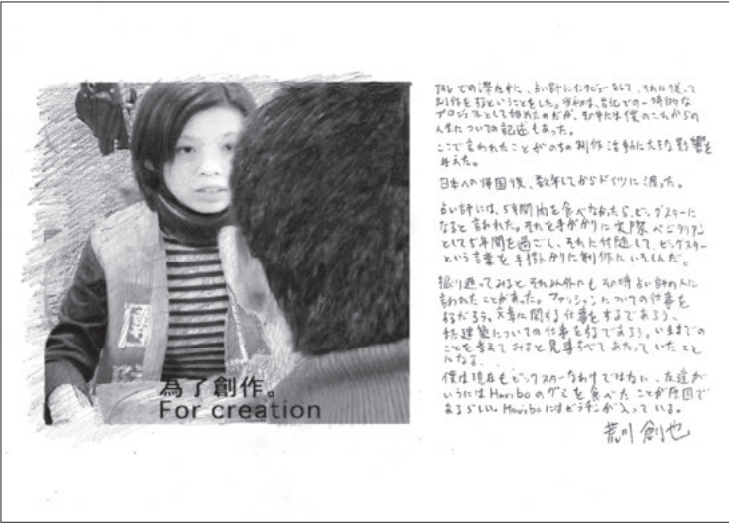 為了創作。
For creation
TAVでの滞在中に、占い師にインタビューをして、それに従って
制作を行うということをした。当初は、台北での一時的な
プロジェクトとして始めたのだが、には僕のこれからの
人生についての記述もあった。
ここで言われたことがのちの制作活動に大きな影響を
与えた。
日本への帰国後、数年してからドイツに渡った。
占い師には、5年間肉を食べなかったら、ビッグスターに
なると言われた。それを手がかりに実際ベジタリアン
として5年間を過ごし、それに付随して、ビッグスター
という言葉を手掛かりに制作にいそしんだ。
振り返ってみると、それ以外にもその時占い師の人に
言われたことがあった。ファッションについての仕事を
するだろう、文章に関する仕事をするであろう、
建築についての仕事をするであろう。いままでの
ことを考えてみると見事すべてあたっていたこと
になる。
僕は現在もビックスターなわけではない、友達が
いうにはHariboのグミを食べたことが原因で
あるらしい。Hariboにはゼラチンが入っている。
荒川創也